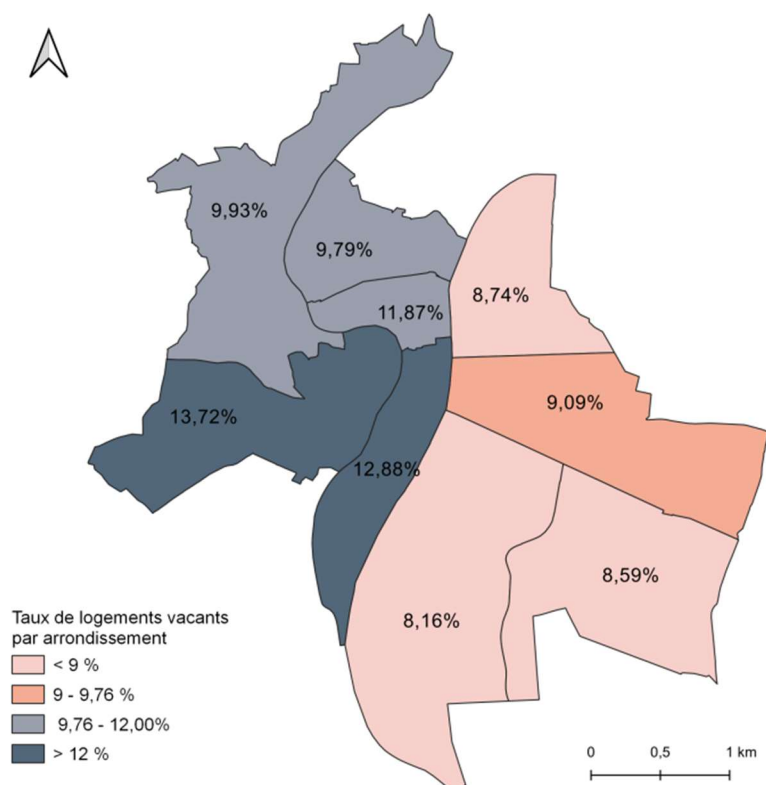 9,93%
9,79%
8,74%
11,87%
9,09%
13,72%
12,88%
8,59%
8,16%
Taux de logements vacants
par arrondissement
< 9 %
9 - 9,76 %
9,76 - 12,00%
> 12 %
0 0,5 1 km